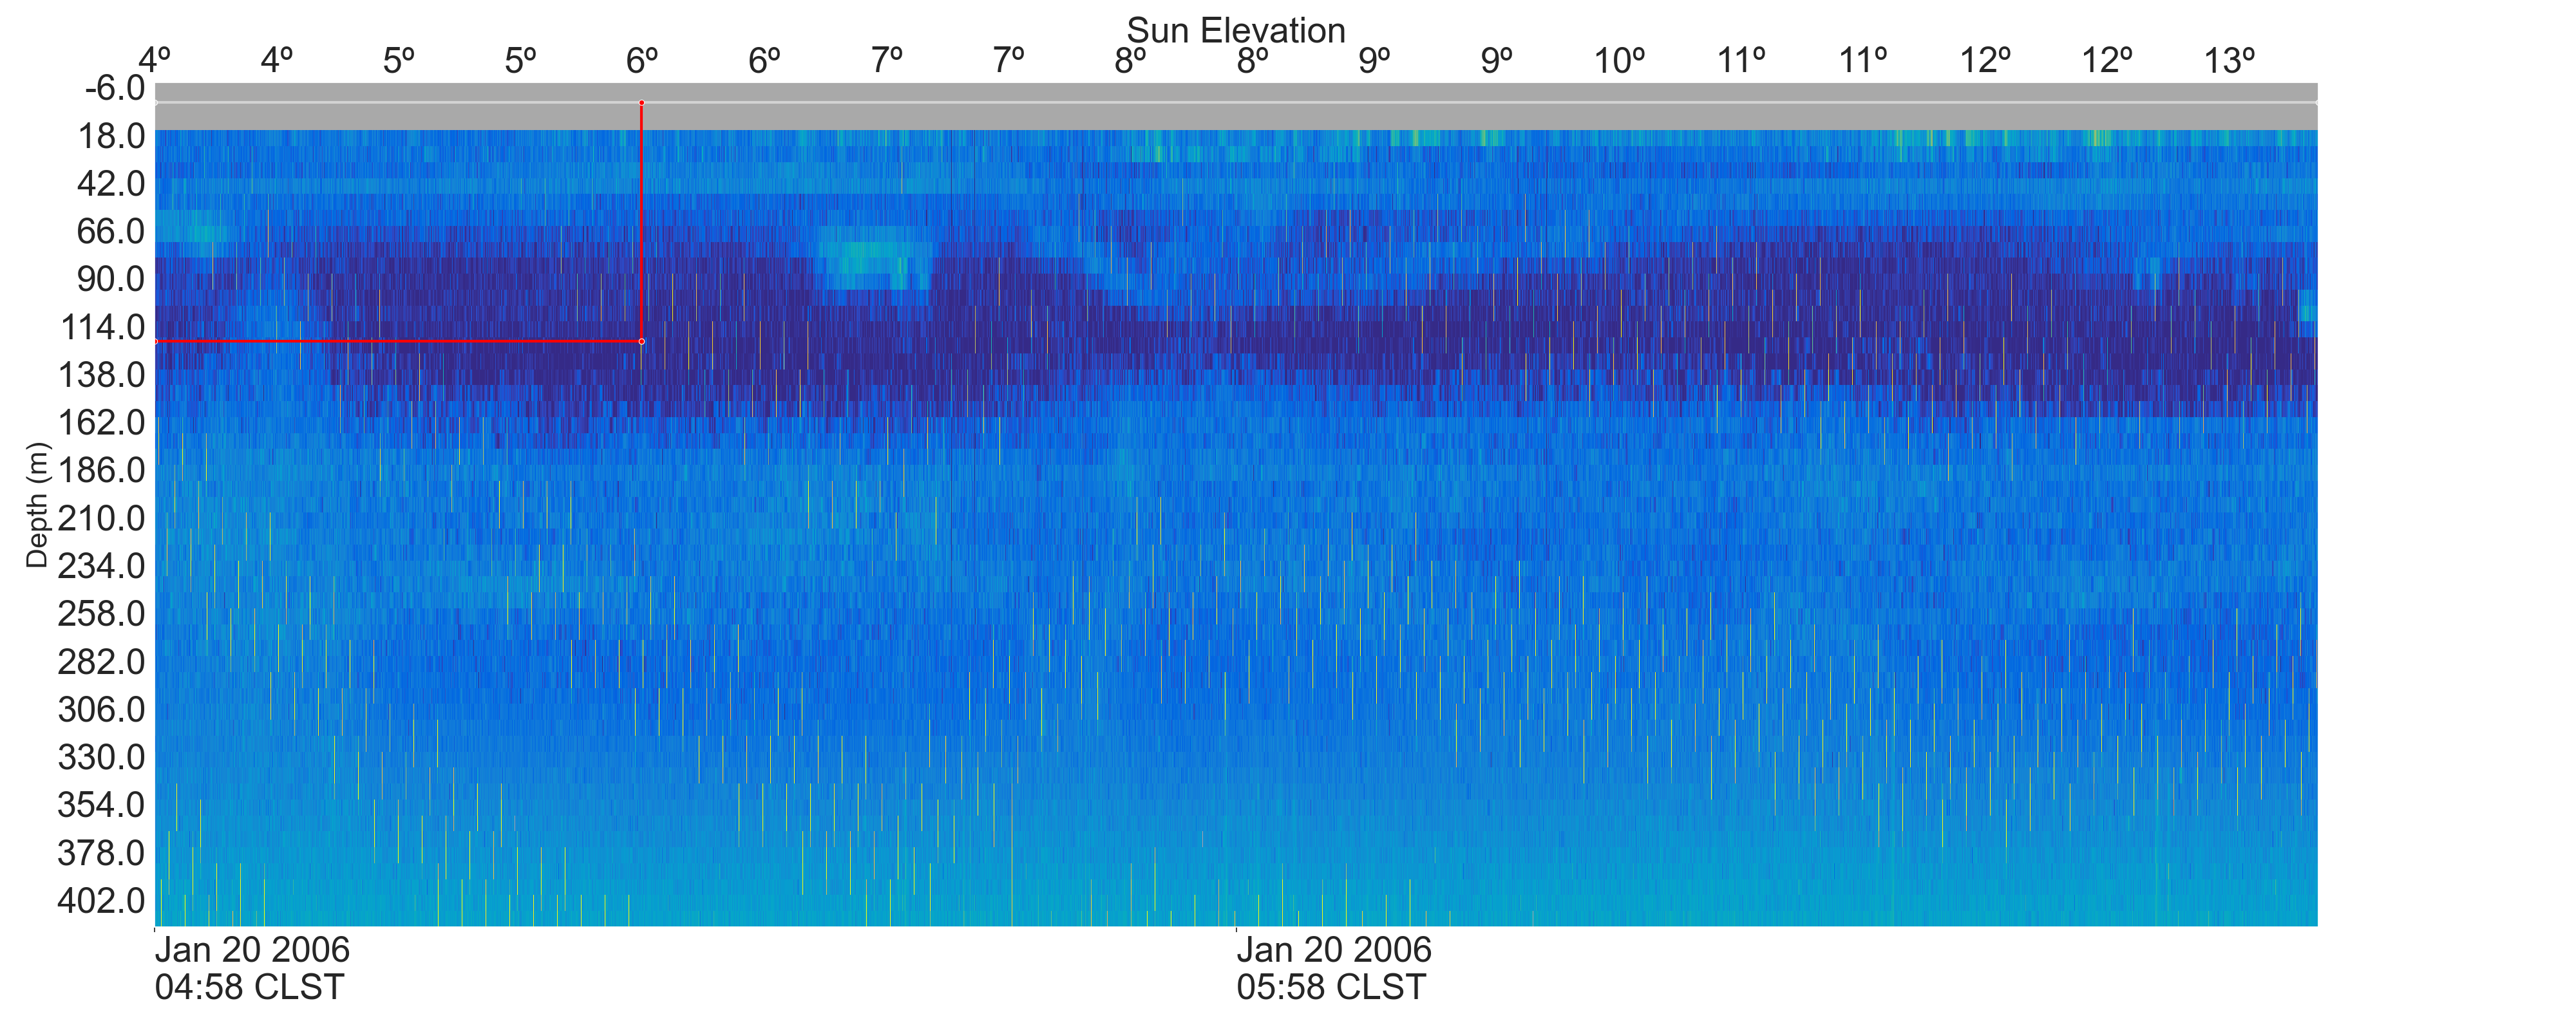 Sun Elevation
4º 4º 5º 5º 6º 6º 7º 7º 8º 8º 9º 9º 10º 11º 11º 12º 12º 13º
-6.0
18.0
42.0
66.0
90.0
114.0
138.0
162.0
186.0
210.0
234.0
258.0
282.0
306.0
330.0
354.0
378.0
402.0
Depth (m)
Jan 20 2006
04:58 CLST
Jan 20 2006
05:58 CLST